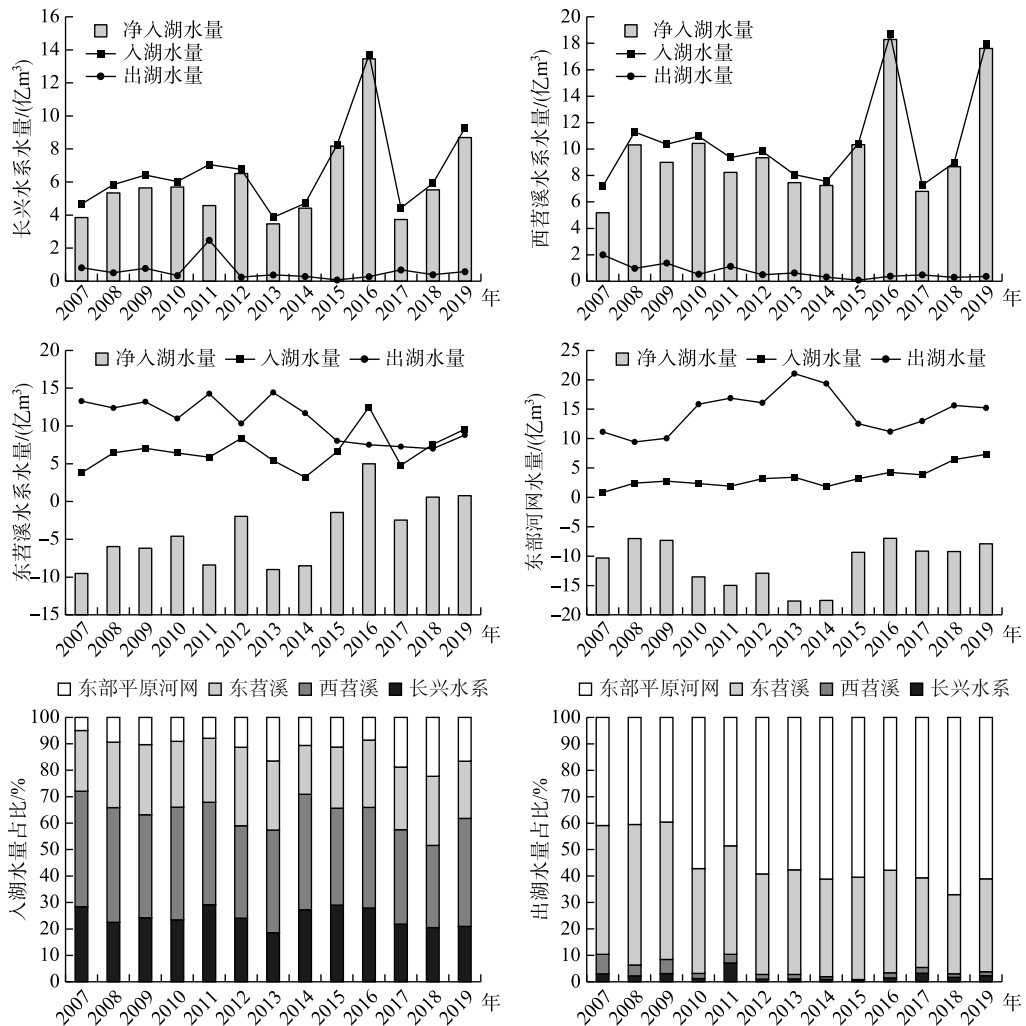 长兴水系水量/(亿m³)
16
14
12
10
8
6
4
2
0
净入湖水量
入湖水量
出湖水量
2007 2008 2009 2010 2011 2012 2013 2014 2015 2016 2017 2018 2019 年
西苕溪水系水量/(亿m³)
20
18
16
14
12
10
8
6
4
2
0
净入湖水量
入湖水量
出湖水量
2007 2008 2009 2010 2011 2012 2013 2014 2015 2016 2017 2018 2019 年
东苕溪水系水量/(亿m³)
20
15
10
5
0
-5
-10
-15
净入湖水量 入湖水量 出湖水量
2007 2008 2009 2010 2011 2012 2013 2014 2015 2016 2017 2018 2019 年
东部河网水量/(亿m³)
25
20
15
10
5
0
-5
-10
-15
-20
净入湖水量 入湖水量 出湖水量
2007 2008 2009 2010 2011 2012 2013 2014 2015 2016 2017 2018 2019 年
东部平原河网 东苕溪 西苕溪 长兴水系
入湖水量占比/%
100
90
80
70
60
50
40
30
20
10
0
2007 2008 2009 2010 2011 2012 2013 2014 2015 2016 2017 2018 2019 年
东部平原河网 东苕溪 西苕溪 长兴水系
出湖水量占比/%
100
90
80
70
60
50
40
30
20
10
0
2007 2008 2009 2010 2011 2012 2013 2014 2015 2016 2017 2018 2019 年